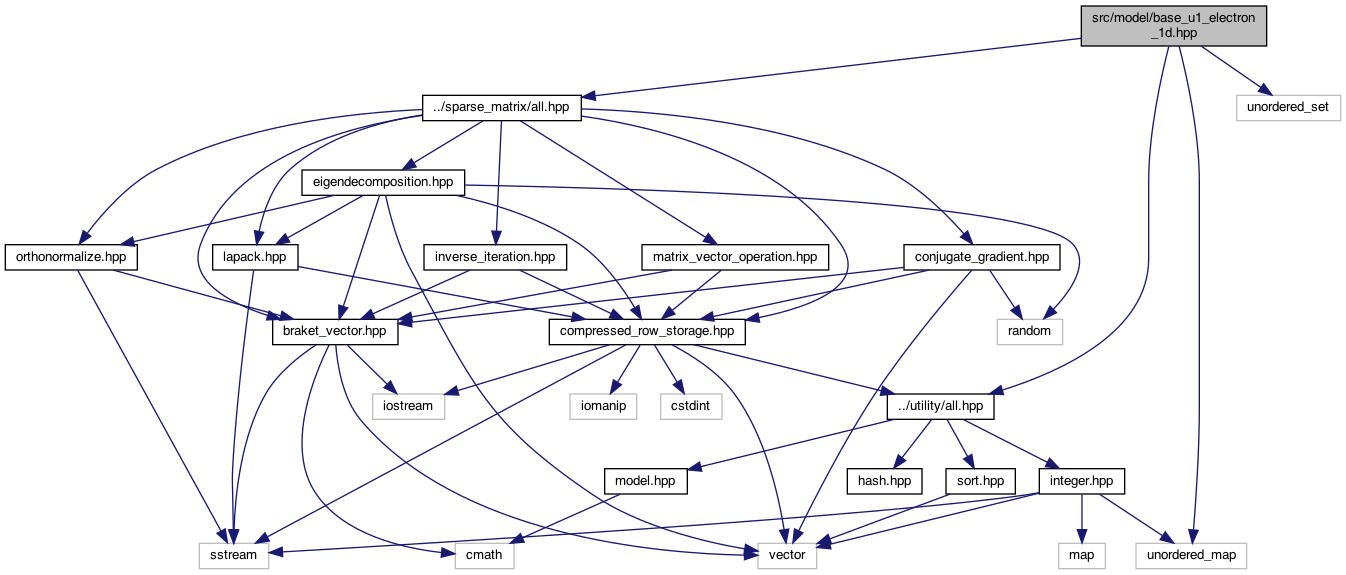 src/model/base_u1_electron
_1d.hpp
../sparse_matrix/all.hpp
unordered_set
eigendecomposition.hpp
orthonormalize.hpp
lapack.hpp
inverse_iteration.hpp
matrix_vector_operation.hpp
conjugate_gradient.hpp
braket_vector.hpp
compressed_row_storage.hpp
random
iostream
iomanip
cstdint
../utility/all.hpp
model.hpp
hash.hpp
sort.hpp
integer.hpp
sstream
cmath
vector
map
unordered_map